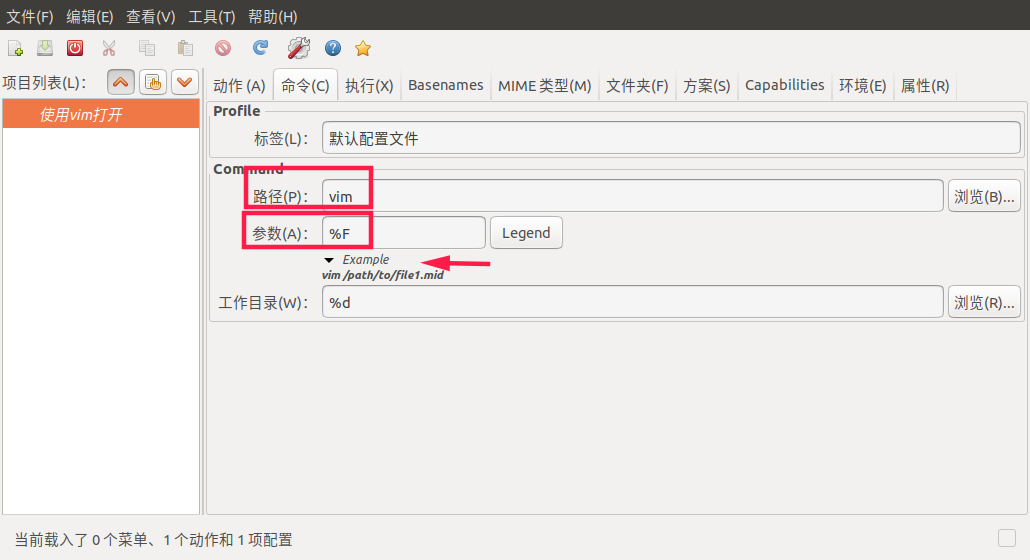 文件(F) 编辑(E) 查看(V) 工具(T) 帮助(H)
项目列表(L):
使用vim打开
动作 (A) 命令(C) 执行(X) Basenames MIME 类型(M) 文件夹(F) 方案(S) Capabilities 环境(E) 属性(R)
Profile
标签(L): 默认配置文件
Command
路径(P): vim 浏览(B)...
参数(A): %F Legend
Example
vim /path/to/file1.mid
工作目录(W): %d 浏览(R)...
当前载入了 0 个菜单、1 个动作和 1 项配置